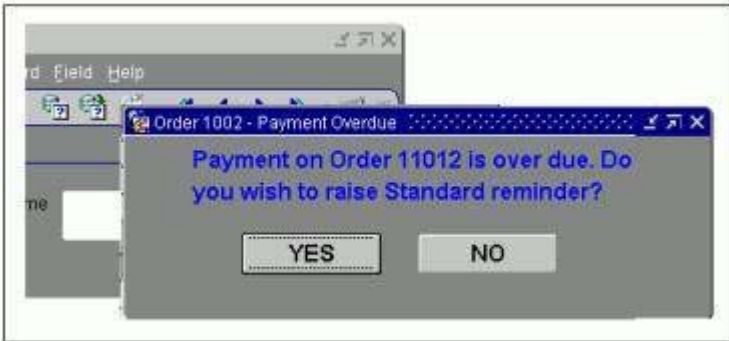 rd Field Help
Order 1002 - Payment Overdue
me
Payment on Order 11012 is over due. Do
you wish to raise Standard reminder?
YES NO